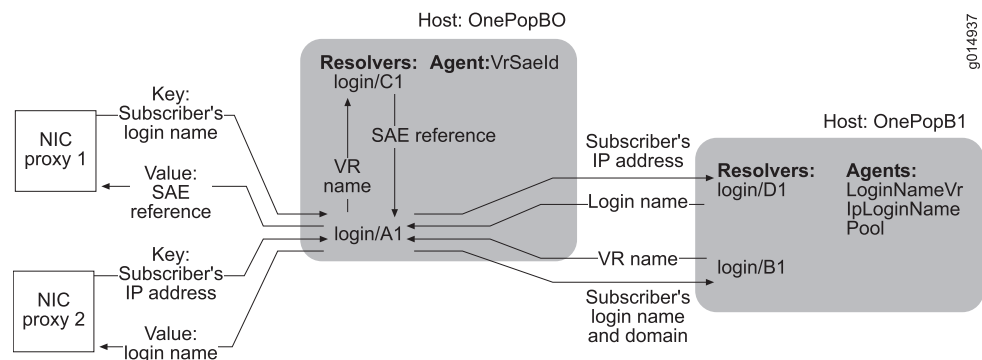 Host: OnePopBO
g014937
Resolvers: Agent:VrSaeId
login/C1
Key:
Subscriber's
login name
NIC
proxy 1
Value:
SAE
reference
VR
name
SAE reference
login/A1
Subscriber's
IP address
Login name
VR name
Subscriber's
login name
and domain
Host: OnePopB1
Resolvers: Agents:
login/D1 LoginNameVr
IpLoginName
Pool
login/B1
Key:
Subscriber's
IP address
NIC
proxy 2
Value:
login name